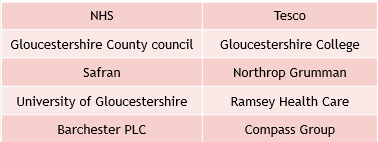 NHS
Tesco
Gloucestershire County council
Gloucestershire College
Safran
Northrop Grumman
University of Gloucestershire
Ramsey Health Care
Barchester PLC
Compass Group